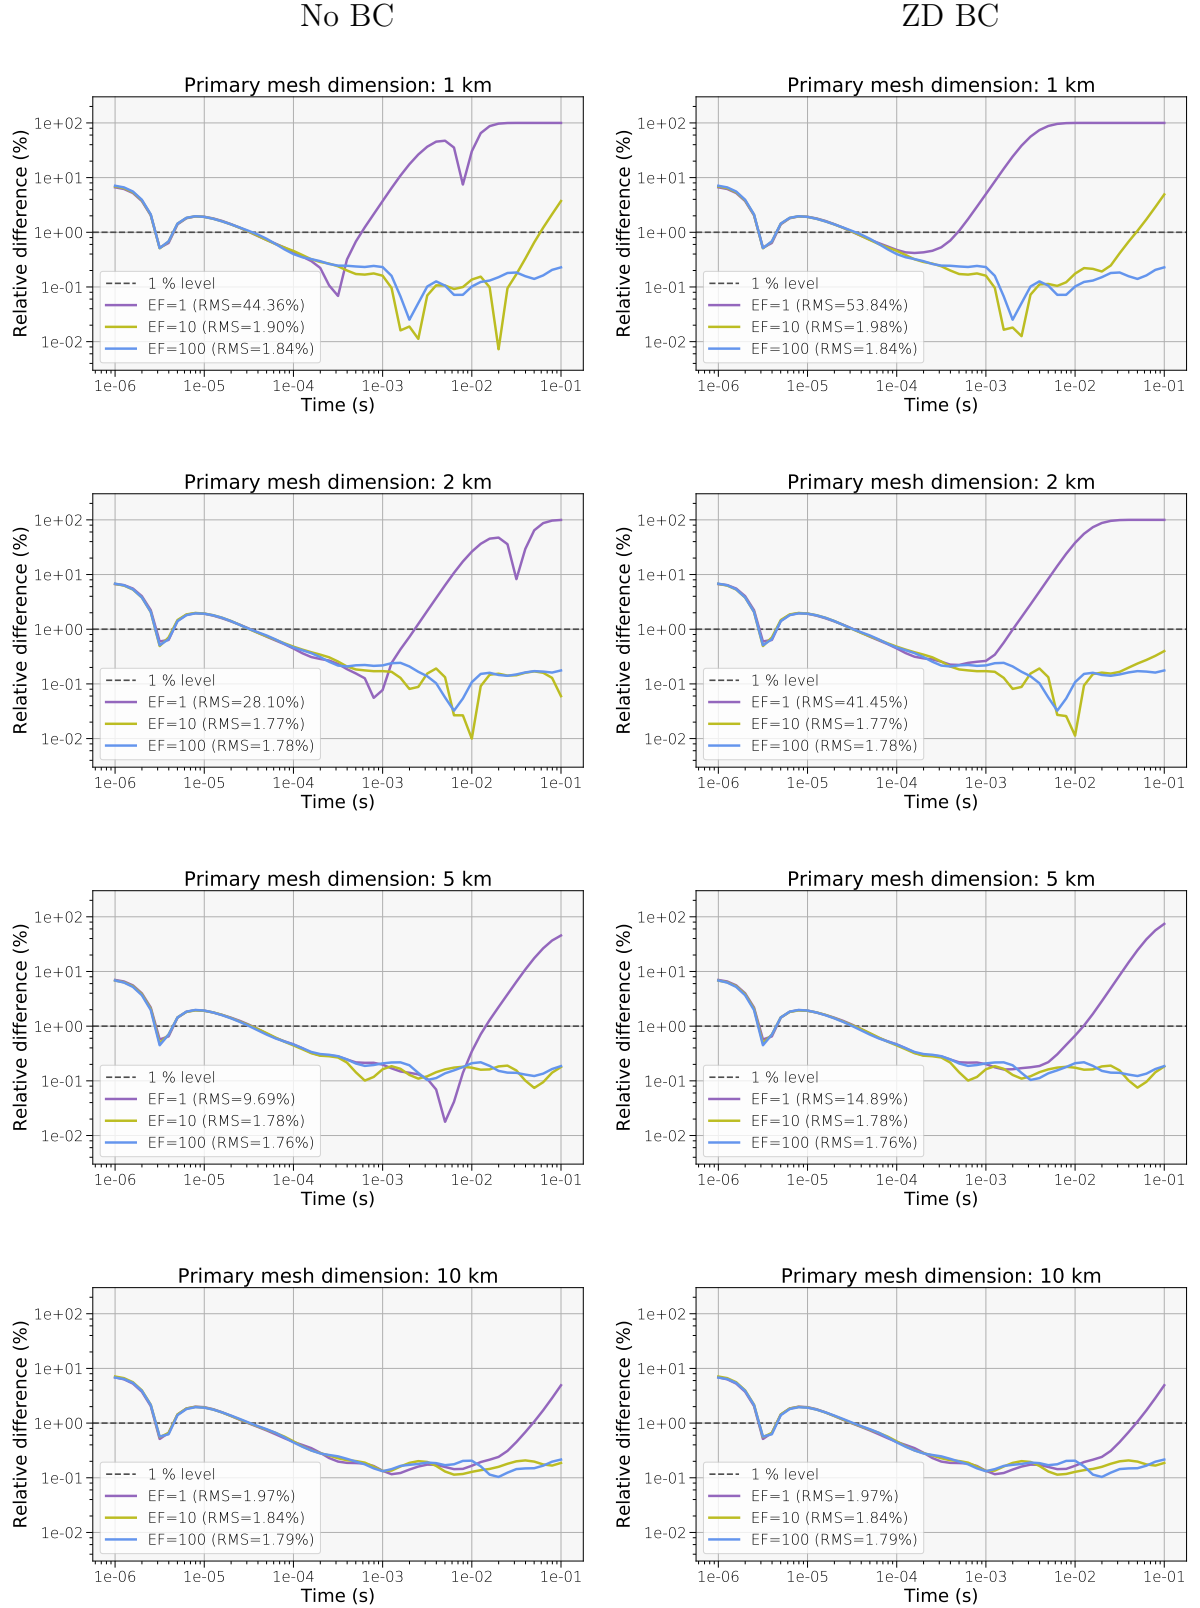 No BC
ZD BC
Primary mesh dimension: 1 km
Relative difference (%)
1e+02
1e+01
1e+00
1e-01
1e-02
1 % level
EF=1 (RMS=44.36%)
EF=10 (RMS=1.90%)
EF=100 (RMS=1.84%)
1e-06 1e-05 1e-04 1e-03 1e-02 1e-01
Time (s)
Primary mesh dimension: 1 km
Relative difference (%)
1e+02
1e+01
1e+00
1e-01
1e-02
1 % level
EF=1 (RMS=53.84%)
EF=10 (RMS=1.98%)
EF=100 (RMS=1.84%)
1e-06 1e-05 1e-04 1e-03 1e-02 1e-01
Time (s)
Primary mesh dimension: 2 km
Relative difference (%)
1e+02
1e+01
1e+00
1e-01
1e-02
1 % level
EF=1 (RMS=28.10%)
EF=10 (RMS=1.77%)
EF=100 (RMS=1.78%)
1e-06 1e-05 1e-04 1e-03 1e-02 1e-01
Time (s)
Primary mesh dimension: 2 km
Relative difference (%)
1e+02
1e+01
1e+00
1e-01
1e-02
1 % level
EF=1 (RMS=41.45%)
EF=10 (RMS=1.77%)
EF=100 (RMS=1.78%)
1e-06 1e-05 1e-04 1e-03 1e-02 1e-01
Time (s)
Primary mesh dimension: 5 km
Relative difference (%)
1e+02
1e+01
1e+00
1e-01
1e-02
1 % level
EF=1 (RMS=9.69%)
EF=10 (RMS=1.78%)
EF=100 (RMS=1.76%)
1e-06 1e-05 1e-04 1e-03 1e-02 1e-01
Time (s)
Primary mesh dimension: 5 km
Relative difference (%)
1e+02
1e+01
1e+00
1e-01
1e-02
1 % level
EF=1 (RMS=14.89%)
EF=10 (RMS=1.78%)
EF=100 (RMS=1.76%)
1e-06 1e-05 1e-04 1e-03 1e-02 1e-01
Time (s)
Primary mesh dimension: 10 km
Relative difference (%)
1e+02
1e+01
1e+00
1e-01
1e-02
1 % level
EF=1 (RMS=1.97%)
EF=10 (RMS=1.84%)
EF=100 (RMS=1.79%)
1e-06 1e-05 1e-04 1e-03 1e-02 1e-01
Time (s)
Primary mesh dimension: 10 km
Relative difference (%)
1e+02
1e+01
1e+00
1e-01
1e-02
1 % level
EF=1 (RMS=1.97%)
EF=10 (RMS=1.84%)
EF=100 (RMS=1.79%)
1e-06 1e-05 1e-04 1e-03 1e-02 1e-01
Time (s)